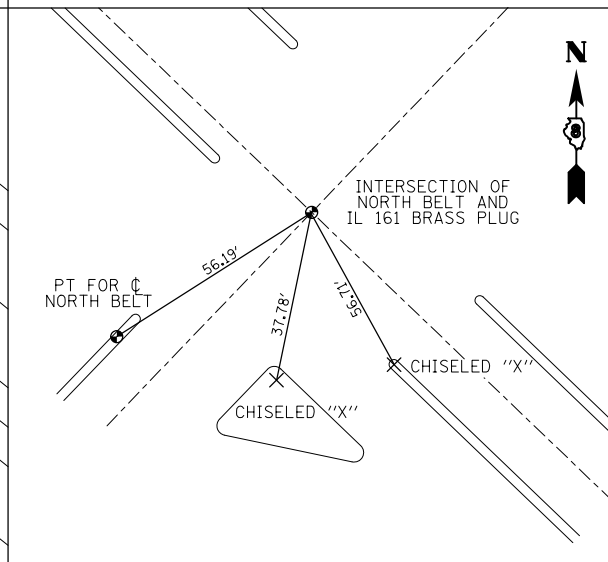 N
8
INTERSECTION OF
NORTH BELT AND
IL 161 BRASS PLUG
56.19'
PT FOR ℄
NORTH BELT
37.78'
56.71'
CHISELED "X"
CHISELED "X"